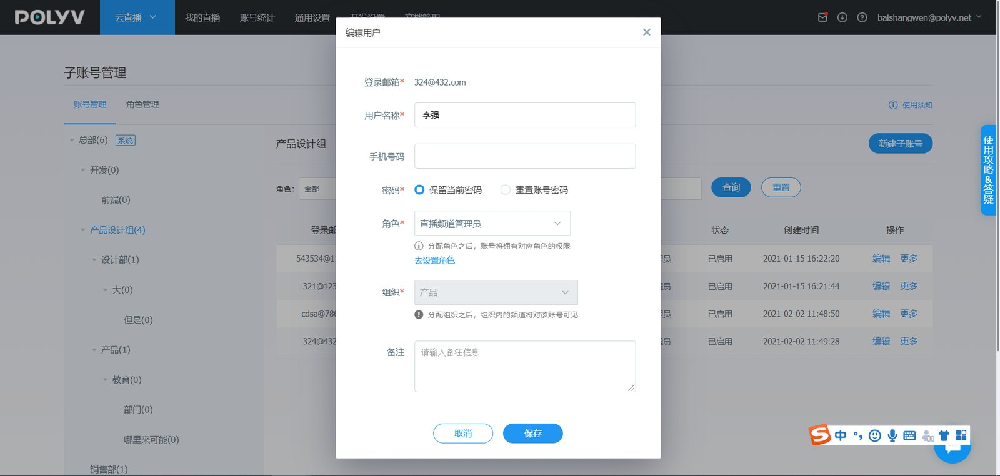 POLYV 云直播 我的直播 账号统计 通用设置 开发设置 文档管理 baishangwen@polyv.net
子账号管理
账号管理 角色管理 使用须知
总部(6) 系统
开发(0)
前端(0)
产品设计组(4)
设计部(1)
大(0)
但是(0)
产品(1)
教育(0)
部门(0)
哪里来可能(0)
销售部(1)
产品设计组 新建子账号
角色: 全部 查询 重置
登录邮 状态 创建时间 操作
543534@1 员 已启用 2021-01-15 16:22:20 编辑 更多
321@123 员 已启用 2021-01-15 16:21:44 编辑 更多
cdsa@786 员 已启用 2021-02-02 11:48:50 编辑 更多
324@432 员 已启用 2021-02-02 11:49:28 编辑 更多
编辑用户
登录邮箱* 324@432.com
用户名称* 李强
手机号码
密码* 保留当前密码 重置账号密码
角色* 直播频道管理员
分配角色之后，账号将拥有对应角色的权限
去设置角色
组织* 产品
分配组织之后，组织内的频道将对该账号可见
备注 请输入备注信息
取消 保存
使用攻略&答疑
S 中